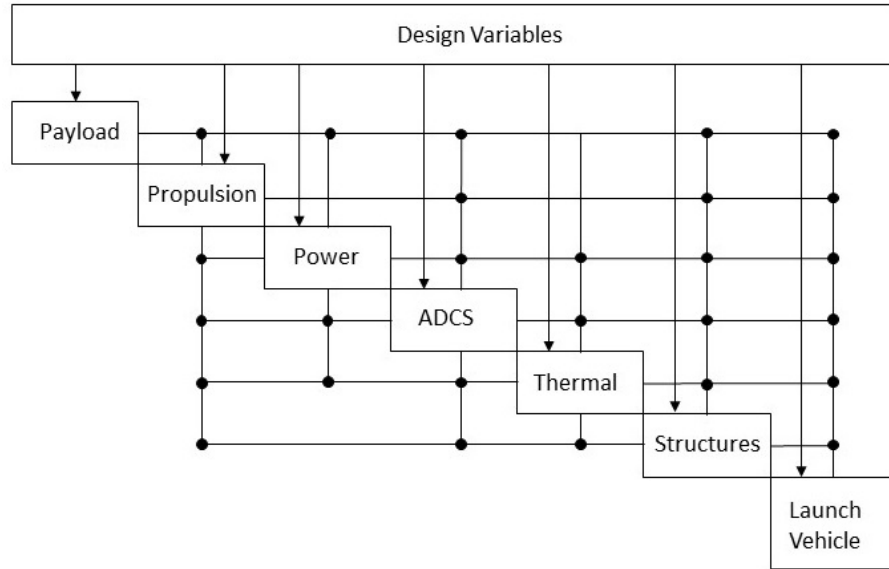 Design Variables
Payload
Propulsion
Power
ADCS
Thermal
Structures
Launch
Vehicle